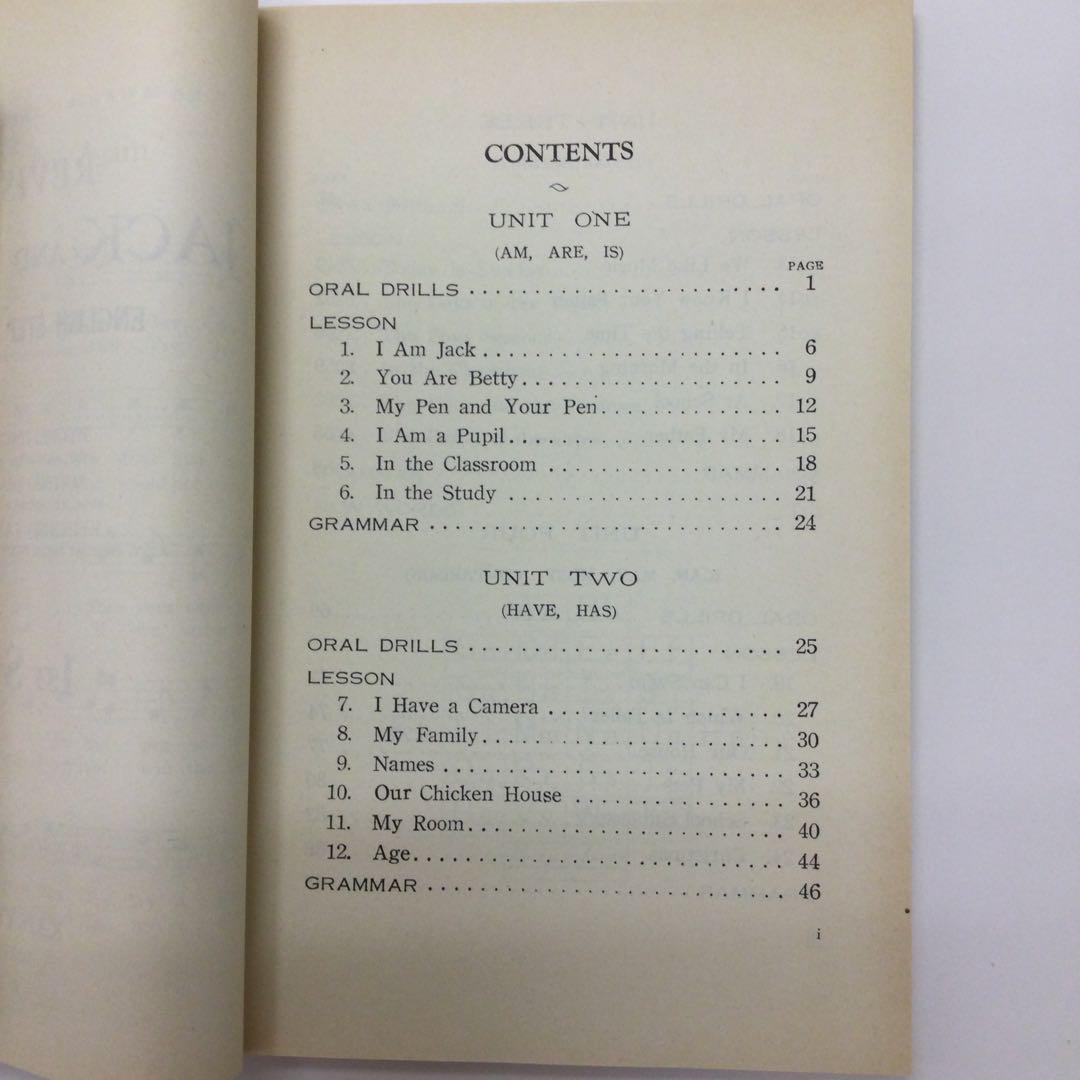 CONTENTS
UNIT ONE
(AM, ARE, IS)
PAGE
ORAL DRILLS ........................ 1
LESSON
1. I Am Jack ........................ 6
2. You Are Betty ..................... 9
3. My Pen and Your Pen .............. 12
4. I Am a Pupil ..................... 15
5. In the Classroom ................. 18
6. In the Study ..................... 21
GRAMMAR ............................ 24
UNIT TWO
(HAVE, HAS)
ORAL DRILLS ........................ 25
LESSON
7. I Have a Camera .................. 27
8. My Family ........................ 30
9. Names ............................ 33
10. Our Chicken House ............... 36
11. My Room ......................... 40
12. Age ............................. 44
GRAMMAR ............................ 46
i